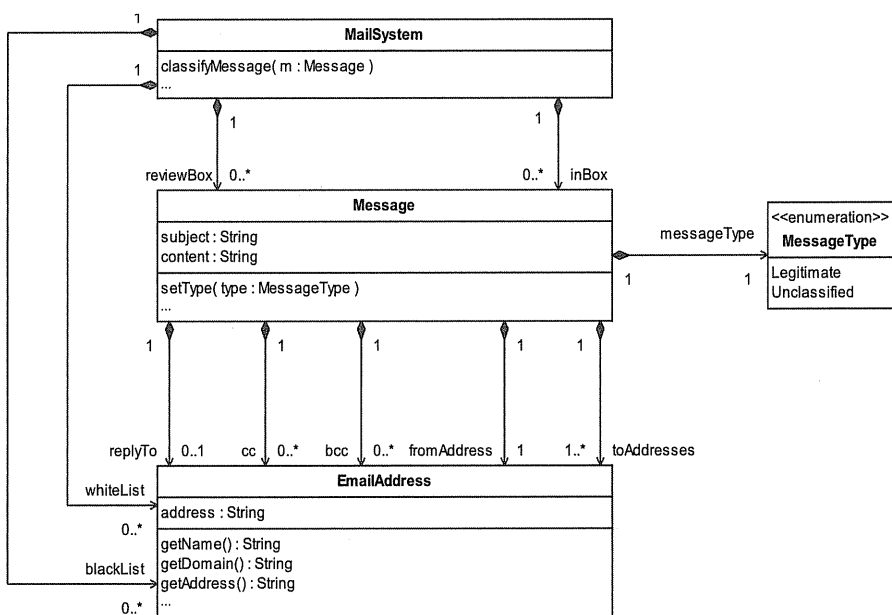 1
MailSystem
1
classifyMessage( m : Message )
...
1
1
reviewBox
0..*
0..*
inBox
Message
<<enumeration>>
MessageType
subject : String
content : String
messageType
1
1
Legitimate
Unclassified
setType( type : MessageType )
...
1
1
1
1
1
replyTo
0..1
cc
0..*
bcc
0..*
fromAddress
1
1..*
toAddresses
EmailAddress
whiteList
0..*
address : String
getName() : String
getDomain() : String
getAddress() : String
...
blackList
0..*